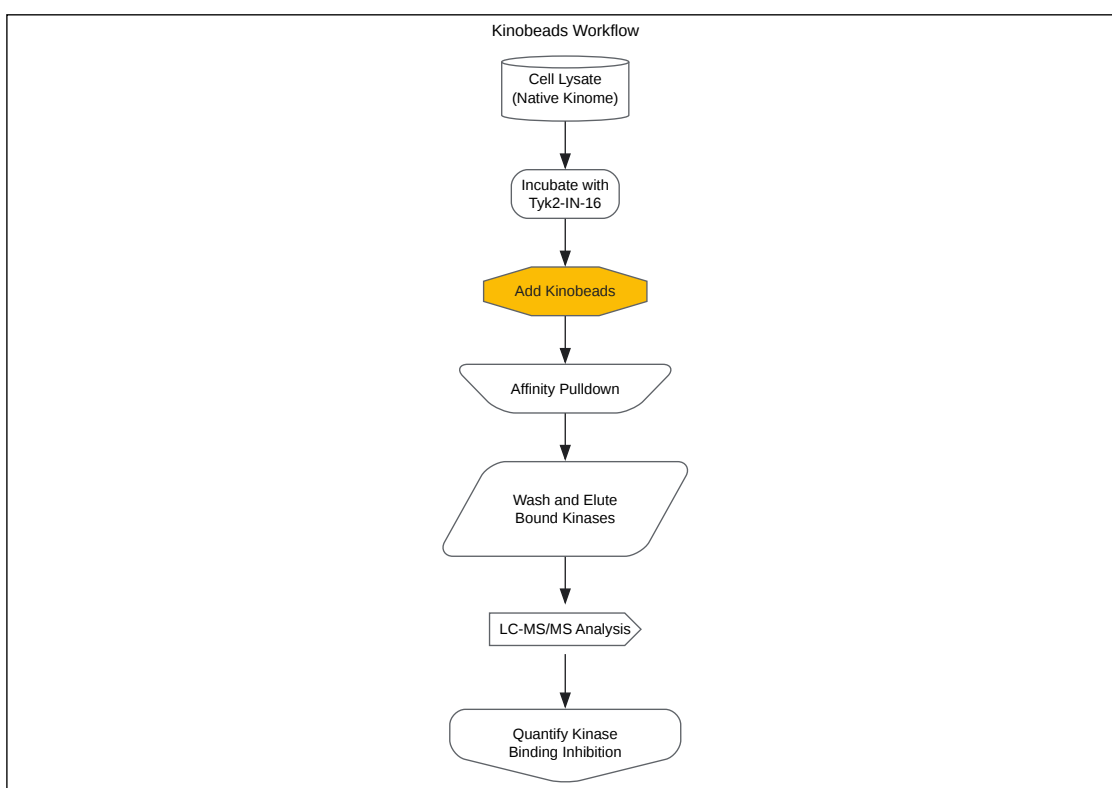 Kinobeads Workflow
Cell Lysate
(Native Kinome)
Incubate with
Tyk2-IN-16
Add Kinobeads
Affinity Pulldown
Wash and Elute
Bound Kinases
LC-MS/MS Analysis
Quantify Kinase
Binding Inhibition